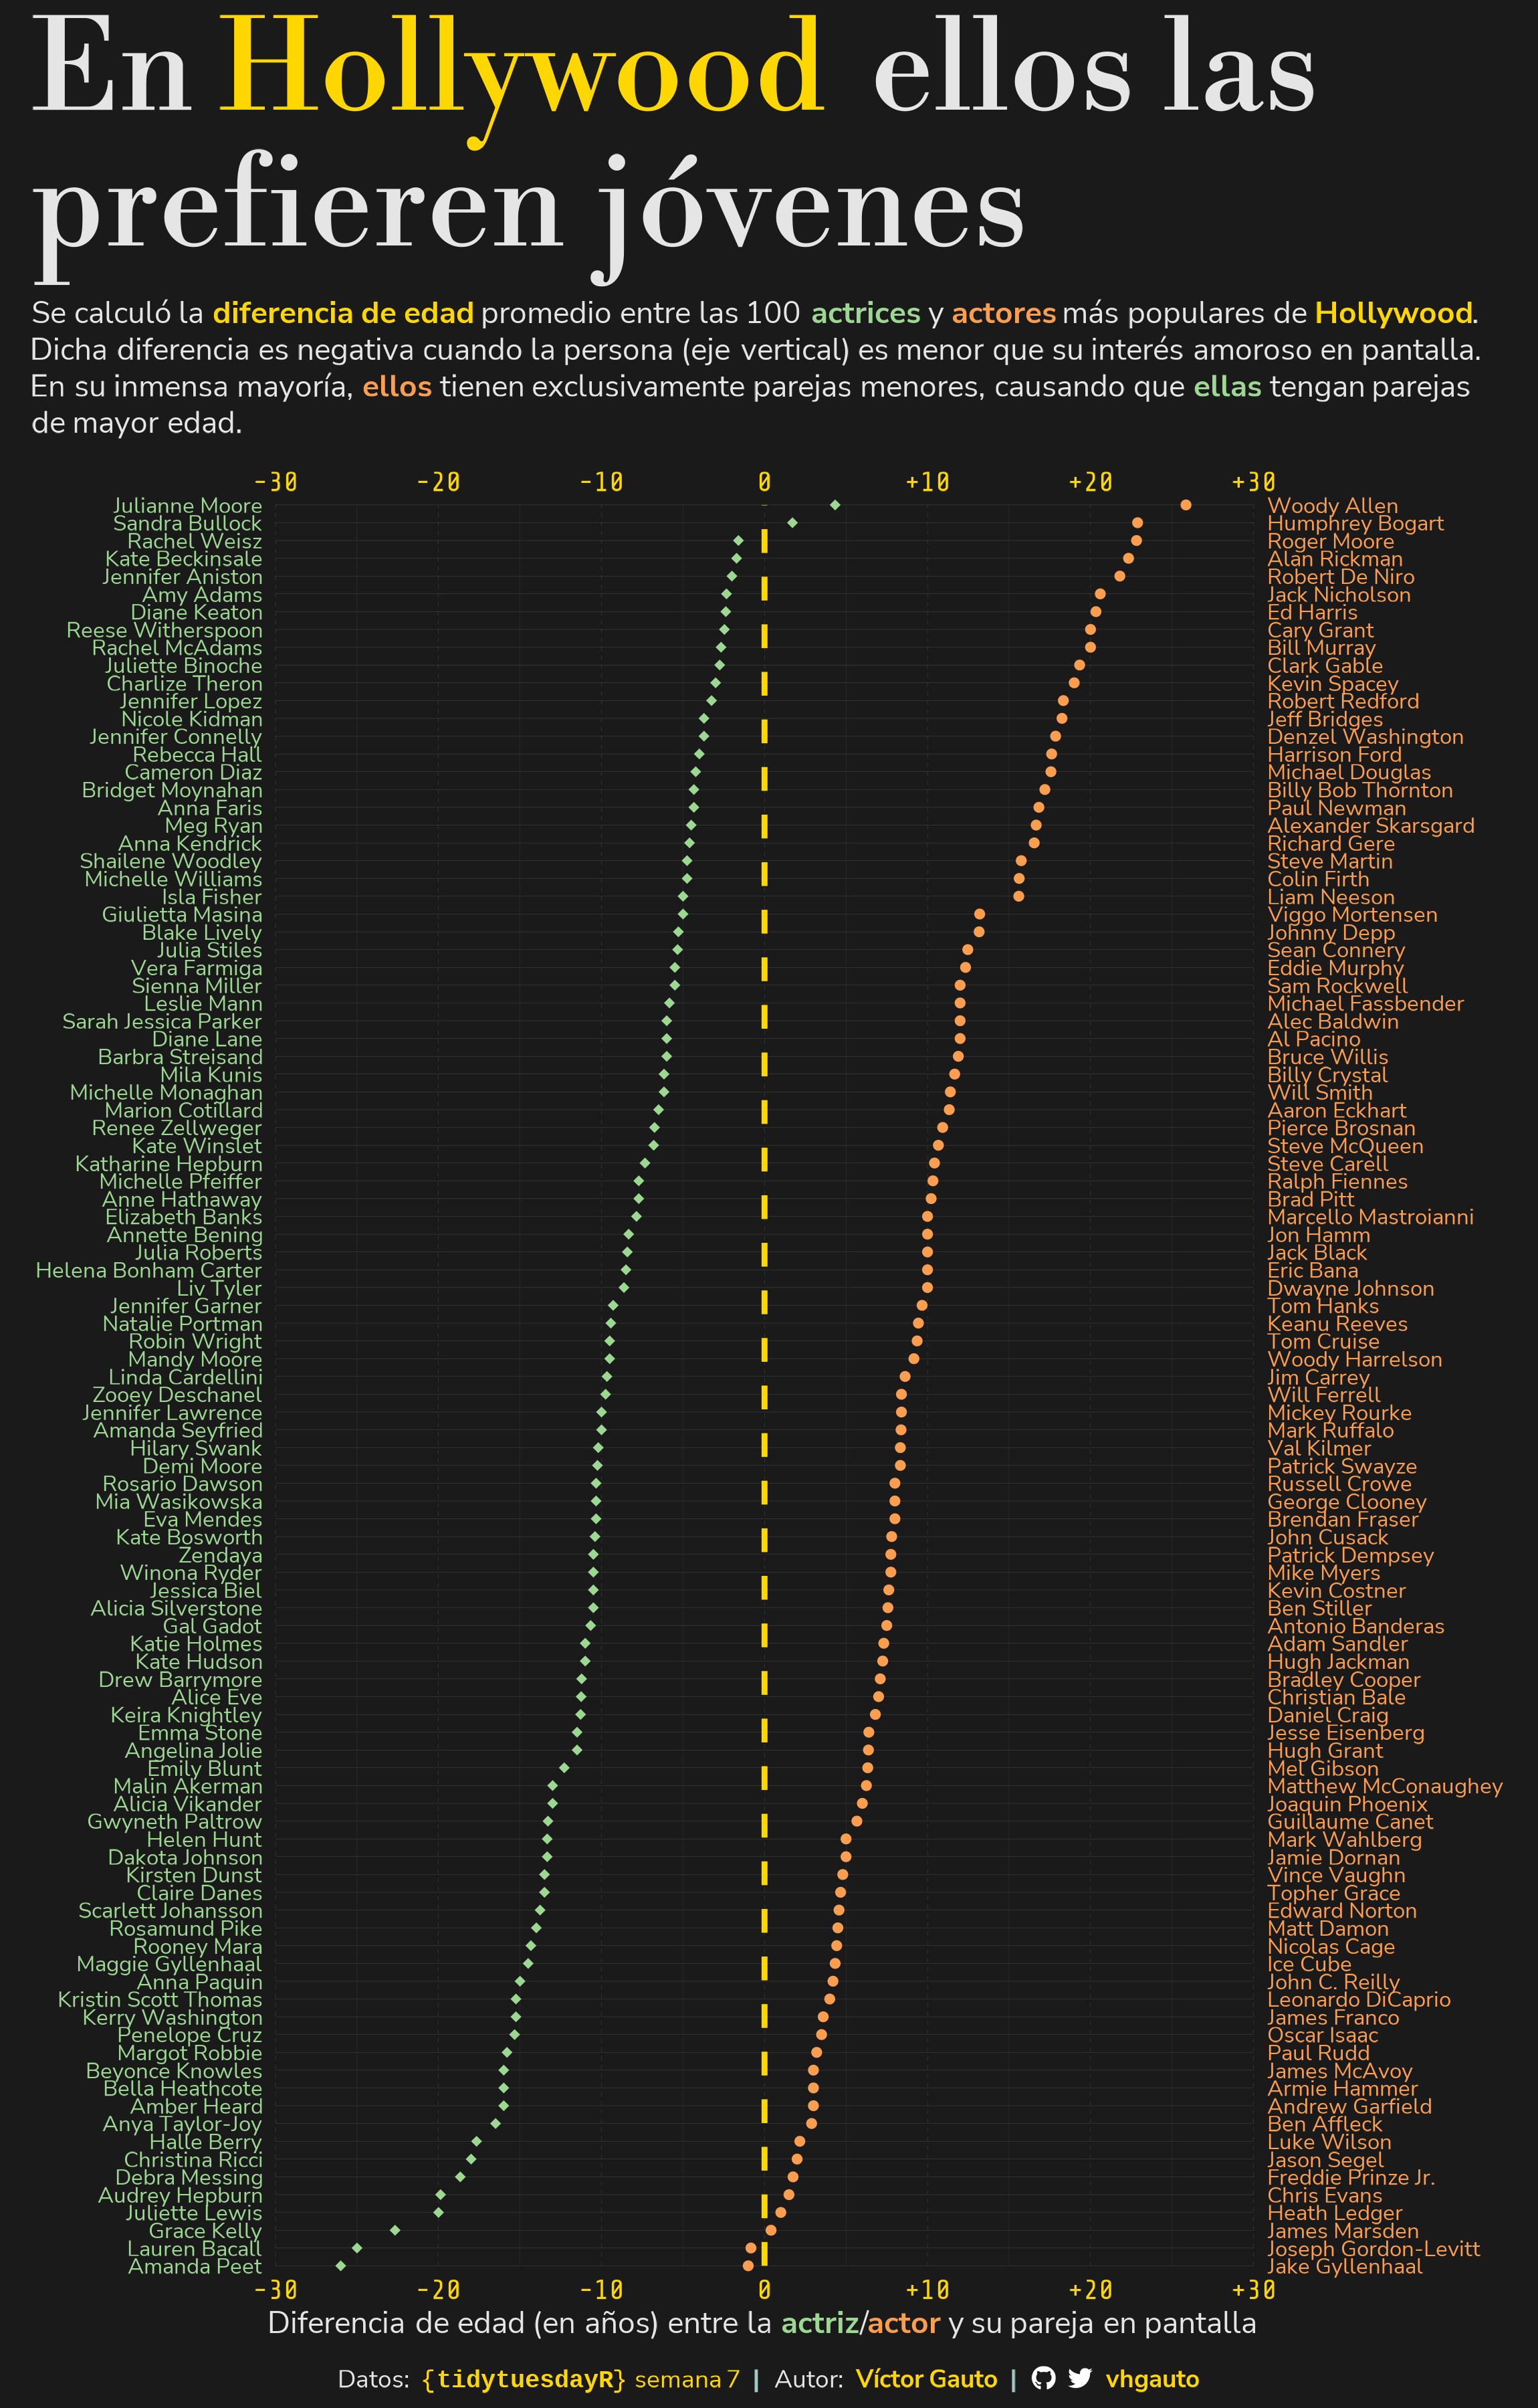 En Hollywood ellos las
prefieren jóvenes
Se calculó la diferencia de edad promedio entre las 100 actrices y actores más populares de Hollywood.
Dicha diferencia es negativa cuando la persona (eje vertical) es menor que su interés amoroso en pantalla.
En su inmensa mayoría, ellos tienen exclusivamente parejas menores, causando que ellas tengan parejas
de mayor edad.
-30 -20 -10 0 +10 +20 +30
Julianne Moore Woody Allen
Sandra Bullock Humphrey Bogart
Rachel Weisz Roger Moore
Kate Beckinsale Alan Rickman
Jennifer Aniston Robert De Niro
Amy Adams Jack Nicholson
Diane Keaton Ed Harris
Reese Witherspoon Cary Grant
Rachel McAdams Bill Murray
Juliette Binoche Clark Gable
Charlize Theron Kevin Spacey
Jennifer Lopez Robert Redford
Nicole Kidman Jeff Bridges
Jennifer Connelly Denzel Washington
Rebecca Hall Harrison Ford
Cameron Diaz Michael Douglas
Bridget Moynahan Billy Bob Thornton
Anna Faris Paul Newman
Meg Ryan Alexander Skarsgard
Anna Kendrick Richard Gere
Shailene Woodley Steve Martin
Michelle Williams Colin Firth
Isla Fisher Liam Neeson
Giulietta Masina Viggo Mortensen
Blake Lively Johnny Depp
Julia Stiles Sean Connery
Vera Farmiga Eddie Murphy
Sienna Miller Sam Rockwell
Leslie Mann Michael Fassbender
Sarah Jessica Parker Alec Baldwin
Diane Lane Al Pacino
Barbra Streisand Bruce Willis
Mila Kunis Billy Crystal
Michelle Monaghan Will Smith
Marion Cotillard Aaron Eckhart
Renee Zellweger Pierce Brosnan
Kate Winslet Steve McQueen
Katharine Hepburn Steve Carell
Michelle Pfeiffer Ralph Fiennes
Anne Hathaway Brad Pitt
Elizabeth Banks Marcello Mastroianni
Annette Bening Jon Hamm
Julia Roberts Jack Black
Helena Bonham Carter Eric Bana
Liv Tyler Dwayne Johnson
Jennifer Garner Tom Hanks
Natalie Portman Keanu Reeves
Robin Wright Tom Cruise
Mandy Moore Woody Harrelson
Linda Cardellini Jim Carrey
Zooey Deschanel Will Ferrell
Jennifer Lawrence Mickey Rourke
Amanda Seyfried Mark Ruffalo
Hilary Swank Val Kilmer
Demi Moore Patrick Swayze
Rosario Dawson Russell Crowe
Mia Wasikowska George Clooney
Eva Mendes Brendan Fraser
Kate Bosworth John Cusack
Zendaya Patrick Dempsey
Winona Ryder Mike Myers
Jessica Biel Kevin Costner
Alicia Silverstone Ben Stiller
Gal Gadot Antonio Banderas
Katie Holmes Adam Sandler
Kate Hudson Hugh Jackman
Drew Barrymore Bradley Cooper
Alice Eve Christian Bale
Keira Knightley Daniel Craig
Emma Stone Jesse Eisenberg
Angelina Jolie Hugh Grant
Emily Blunt Mel Gibson
Malin Akerman Matthew McConaughey
Alicia Vikander Joaquin Phoenix
Gwyneth Paltrow Guillaume Canet
Helen Hunt Mark Wahlberg
Dakota Johnson Jamie Dornan
Kirsten Dunst Vince Vaughn
Claire Danes Topher Grace
Scarlett Johansson Edward Norton
Rosamund Pike Matt Damon
Rooney Mara Nicolas Cage
Maggie Gyllenhaal Ice Cube
Anna Paquin John C. Reilly
Kristin Scott Thomas Leonardo DiCaprio
Kerry Washington James Franco
Penelope Cruz Oscar Isaac
Margot Robbie Paul Rudd
Beyonce Knowles James McAvoy
Bella Heathcote Armie Hammer
Amber Heard Andrew Garfield
Anya Taylor-Joy Ben Affleck
Halle Berry Luke Wilson
Christina Ricci Jason Segel
Debra Messing Freddie Prinze Jr.
Audrey Hepburn Chris Evans
Juliette Lewis Heath Ledger
Grace Kelly James Marsden
Lauren Bacall Joseph Gordon-Levitt
Amanda Peet Jake Gyllenhaal
-30 -20 -10 0 +10 +20 +30
Diferencia de edad (en años) entre la actriz/actor y su pareja en pantalla
Datos: {tidytuesdayR} semana 7 | Autor: Víctor Gauto | vhgauto